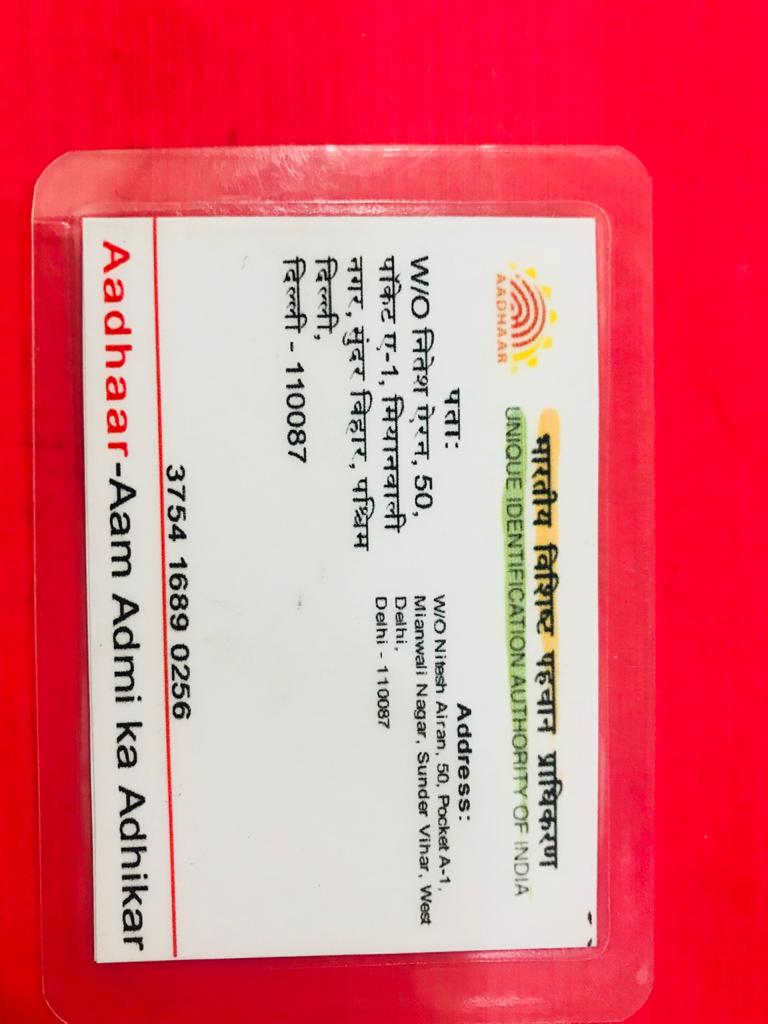 AADHAAR
भारतीय विशिष्ट पहचान प्राधिकरण
UNIQUE IDENTIFICATION AUTHORITY OF INDIA
पता:
W/O नितेश ऐरन, 50,
पॉकेट ए-1, मियानवाली
नगर, सुंदर विहार, पश्चिम
दिल्ली,
दिल्ली - 110087
Address:
W/O Nitesh Airan, 50, Pocket A-1,
Mianwali Nagar, Sunder Vihar, West
Delhi,
Delhi - 110087
3754 1689 0256
Aadhaar-Aam Admi ka Adhikar